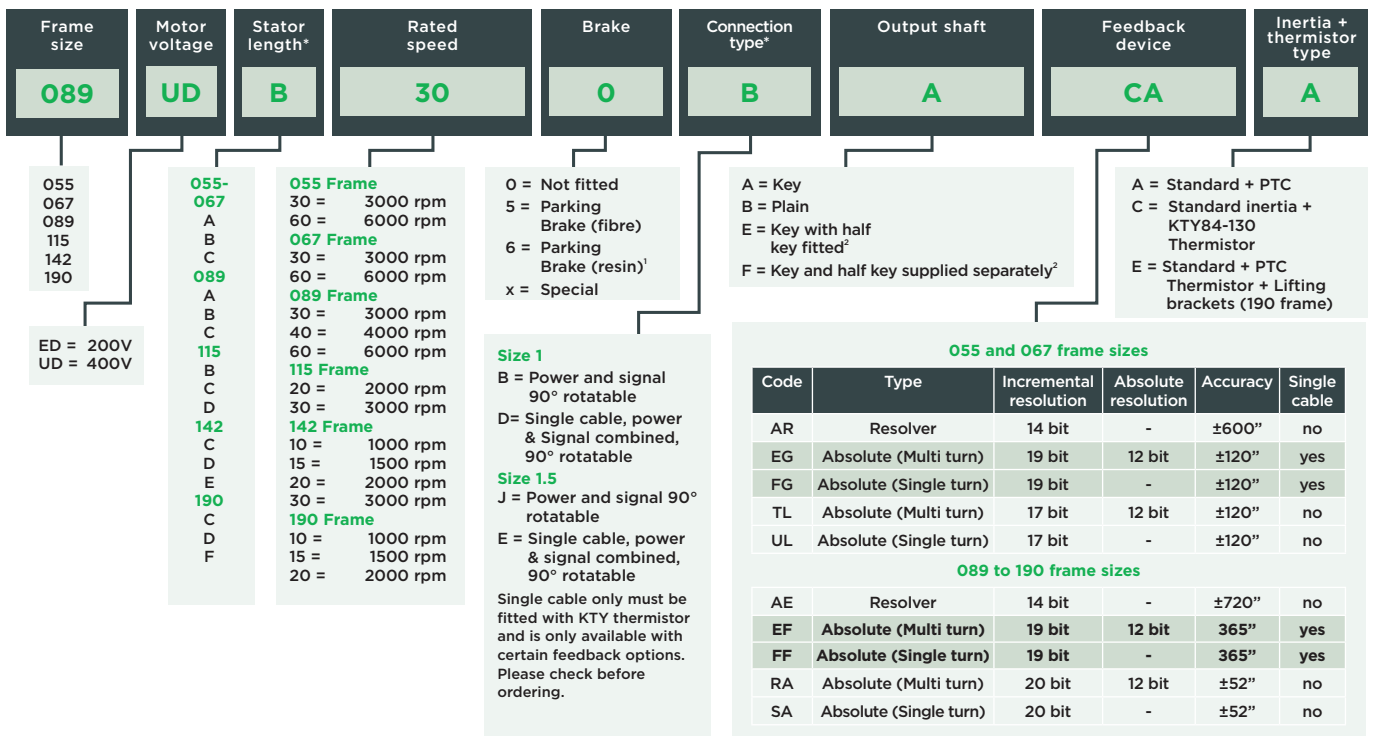 Frame
size
Motor
voltage
Stator
length*
Rated
speed
Brake
Connection
type*
Output shaft
Feedback
device
Inertia +
thermistor
type
089
UD
B
30
0
B
A
CA
A
055
067
089
115
142
190
ED = 200V
UD = 400V
055-
067
A
B
C
089
A
B
C
115
B
C
D
142
C
D
E
190
C
D
F
055 Frame
30 = 3000 rpm
60 = 6000 rpm
067 Frame
30 = 3000 rpm
60 = 6000 rpm
089 Frame
30 = 3000 rpm
40 = 4000 rpm
60 = 6000 rpm
115 Frame
20 = 2000 rpm
30 = 3000 rpm
142 Frame
10 = 1000 rpm
15 = 1500 rpm
20 = 2000 rpm
30 = 3000 rpm
190 Frame
10 = 1000 rpm
15 = 1500 rpm
20 = 2000 rpm
0 = Not fitted
5 = Parking
Brake (fibre)
6 = Parking
Brake (resin)¹
x = Special
Size 1
B = Power and signal
90° rotatable
D= Single cable, power
& Signal combined,
90° rotatable
Size 1.5
J = Power and signal 90°
rotatable
E = Single cable, power
& signal combined,
90° rotatable
Single cable only must be
fitted with KTY thermistor
and is only available with
certain feedback options.
Please check before
ordering.
A = Key
B = Plain
E = Key with half
key fitted²
F = Key and half key supplied separately²
A = Standard + PTC
C = Standard inertia +
KTY84-130
Thermistor
E = Standard + PTC
Thermistor + Lifting
brackets (190 frame)
055 and 067 frame sizes
Code Type Incremental resolution Absolute resolution Accuracy Single cable
AR Resolver 14 bit - ±600” no
EG Absolute (Multi turn) 19 bit 12 bit ±120” yes
FG Absolute (Single turn) 19 bit - ±120” yes
TL Absolute (Multi turn) 17 bit 12 bit ±120” no
UL Absolute (Single turn) 17 bit - ±120” no
089 to 190 frame sizes
AE Resolver 14 bit - ±720” no
EF Absolute (Multi turn) 19 bit 12 bit 365” yes
FF Absolute (Single turn) 19 bit - 365” yes
RA Absolute (Multi turn) 20 bit 12 bit ±52” no
SA Absolute (Single turn) 20 bit - ±52” no